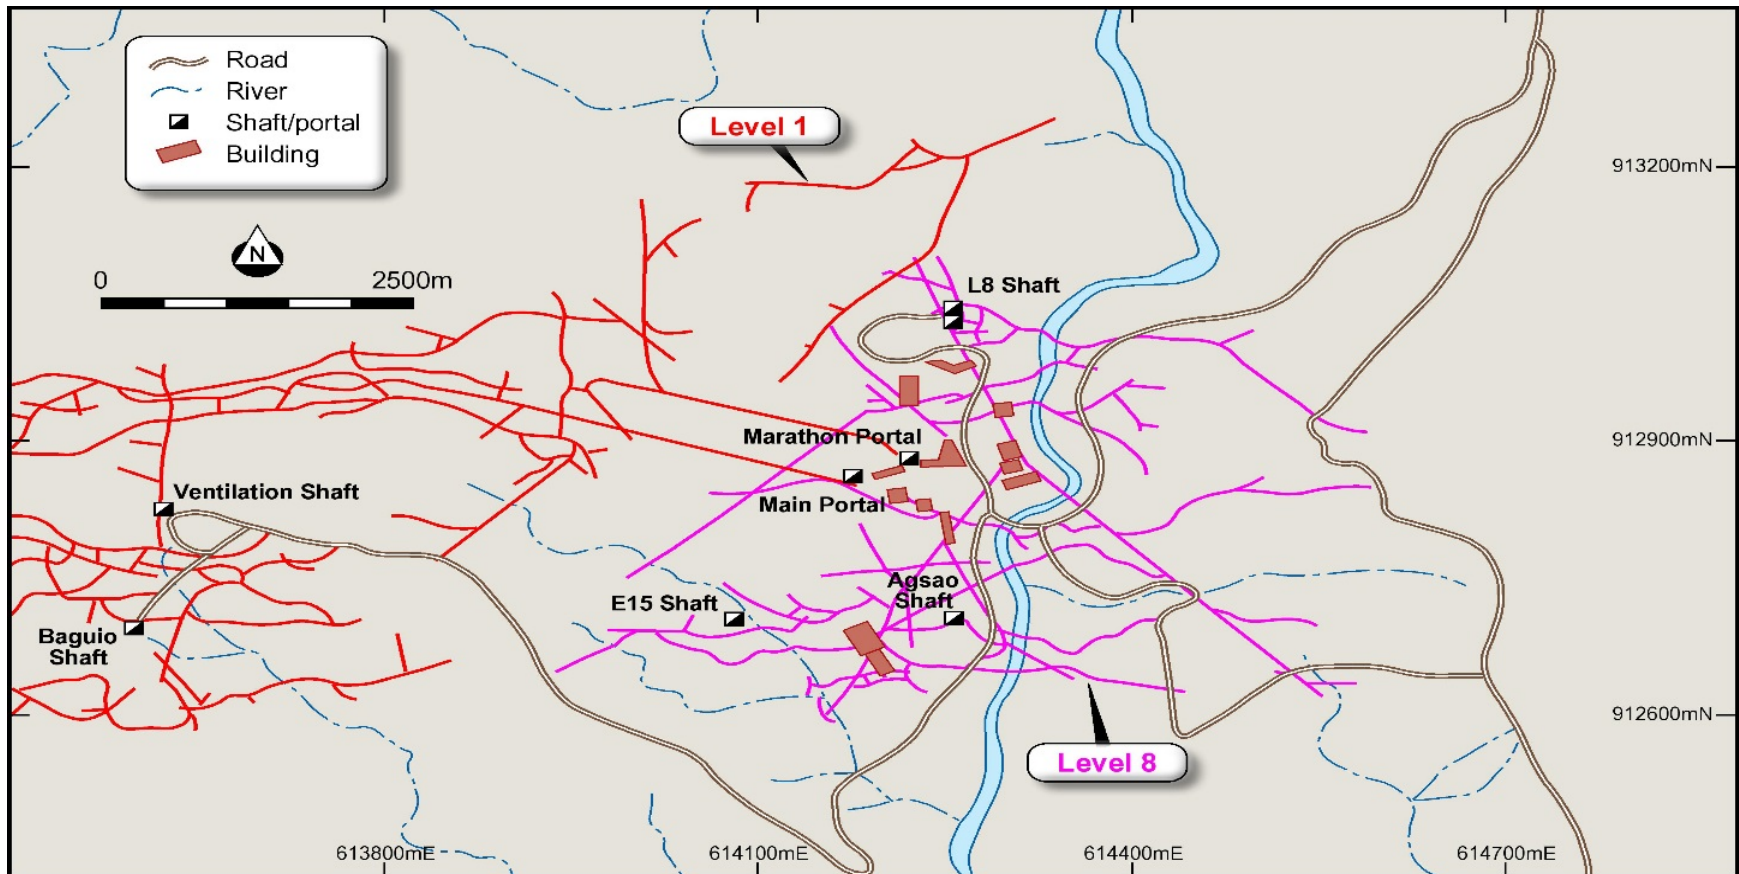 Road
River
Shaft/portal
Building
Level 1
913200mN
N
0 2500m
L8 Shaft
Marathon Portal
912900mN
Ventilation Shaft
Main Portal
Agsao
Shaft
E15 Shaft
Baguio
Shaft
912600mN
Level 8
613800mE 614100mE 614400mE 614700mE